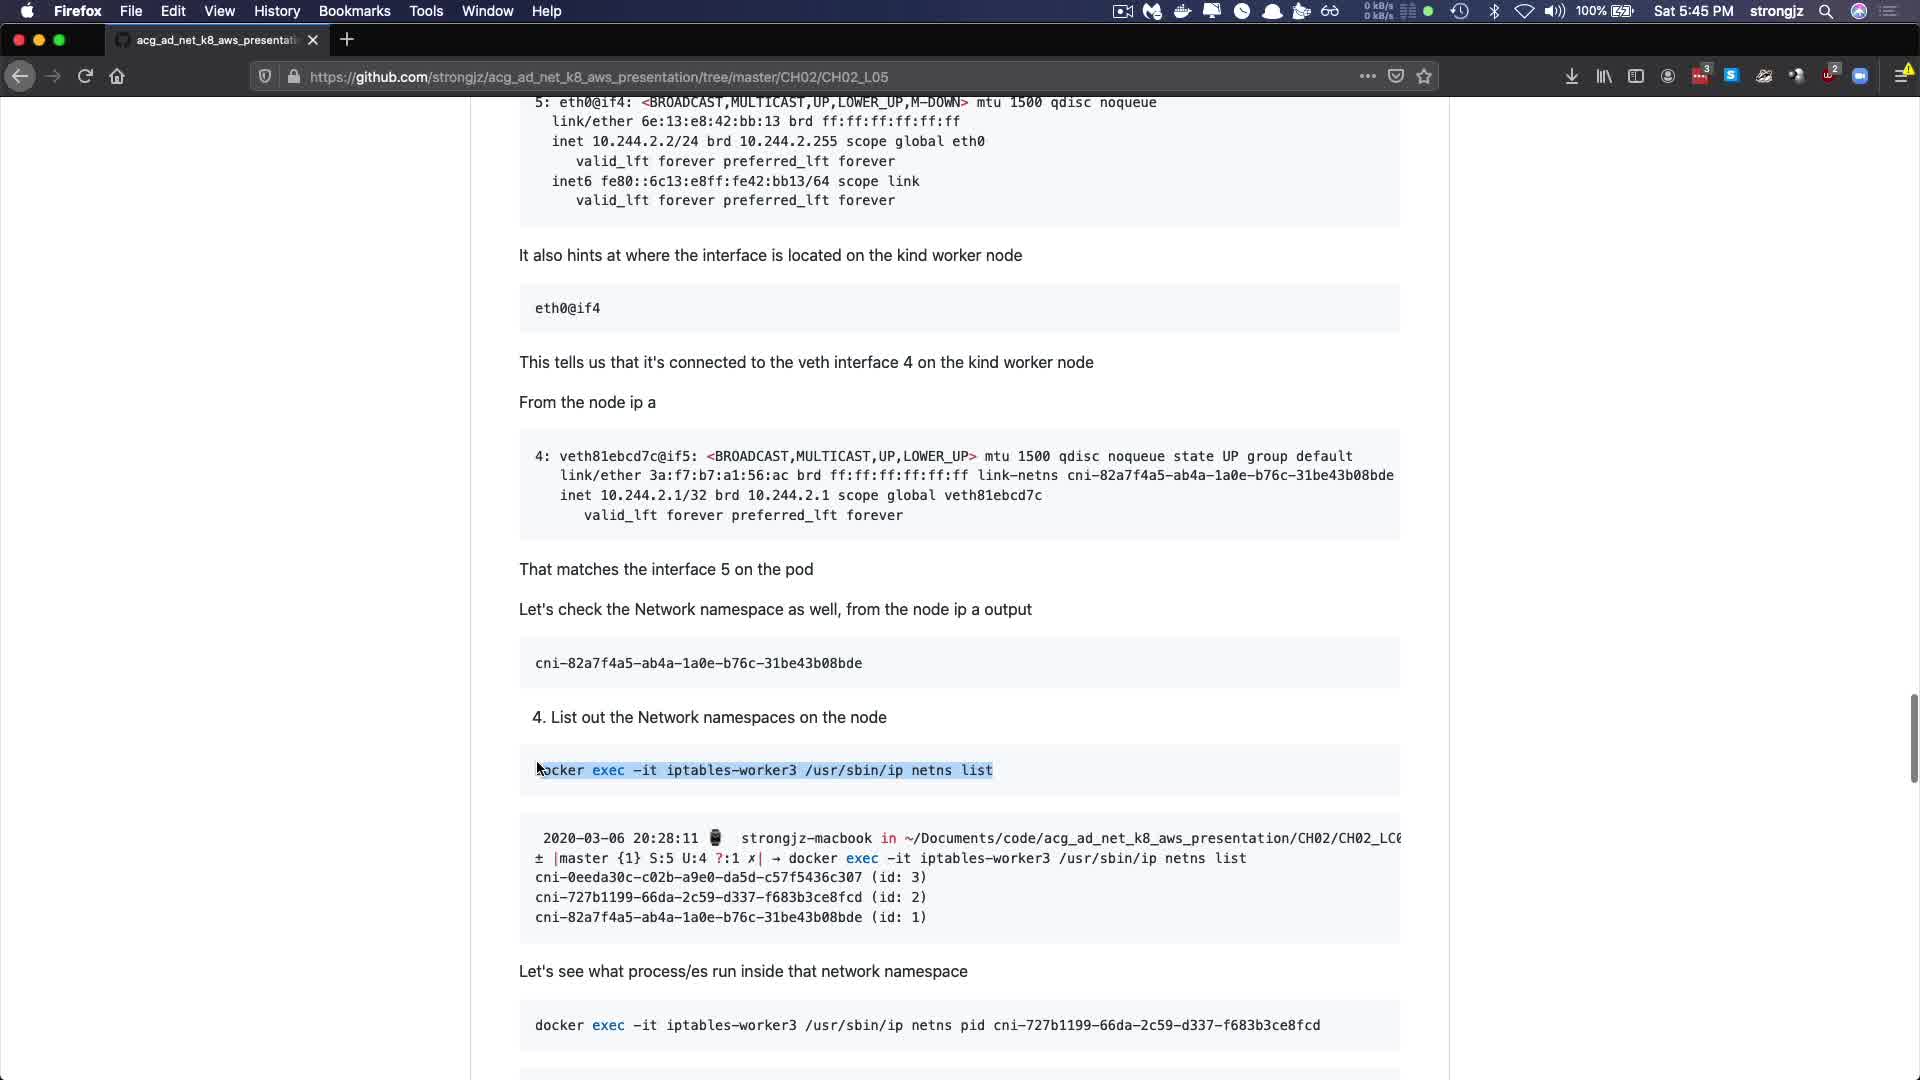 Firefox File Edit View History Bookmarks Tools Window Help 0 kB/s 0 kB/s 100% Sat 5:45 PM strongjz
acg_ad_net_k8_aws_presentati
https://github.com/strongjz/acg_ad_net_k8_aws_presentation/tree/master/CH02/CH02_L05 3 S 2
5: eth0@if4: <BROADCAST,MULTICAST,UP,LOWER_UP,M-DOWN> mtu 1500 qdisc noqueue
link/ether 6e:13:e8:42:bb:13 brd ff:ff:ff:ff:ff:ff
inet 10.244.2.2/24 brd 10.244.2.255 scope global eth0
valid_lft forever preferred_lft forever
inet6 fe80::6c13:e8ff:fe42:bb13/64 scope link
valid_lft forever preferred_lft forever
It also hints at where the interface is located on the kind worker node
eth0@if4
This tells us that it's connected to the veth interface 4 on the kind worker node
From the node ip a
4: veth81ebcd7c@if5: <BROADCAST,MULTICAST,UP,LOWER_UP> mtu 1500 qdisc noqueue state UP group default
link/ether 3a:f7:b7:a1:56:ac brd ff:ff:ff:ff:ff:ff link-netns cni-82a7f4a5-ab4a-1a0e-b76c-31be43b08bde
inet 10.244.2.1/32 brd 10.244.2.1 scope global veth81ebcd7c
valid_lft forever preferred_lft forever
That matches the interface 5 on the pod
Let's check the Network namespace as well, from the node ip a output
cni-82a7f4a5-ab4a-1a0e-b76c-31be43b08bde
4. List out the Network namespaces on the node
docker exec -it iptables-worker3 /usr/sbin/ip netns list
2020-03-06 20:28:11 strongjz-macbook in ~/Documents/code/acg_ad_net_k8_aws_presentation/CH02/CH02_LC0
± |master {1} S:5 U:4 ?:1 ✗| → docker exec -it iptables-worker3 /usr/sbin/ip netns list
cni-0eeda30c-c02b-a9e0-da5d-c57f5436c307 (id: 3)
cni-727b1199-66da-2c59-d337-f683b3ce8fcd (id: 2)
cni-82a7f4a5-ab4a-1a0e-b76c-31be43b08bde (id: 1)
Let's see what process/es run inside that network namespace
docker exec -it iptables-worker3 /usr/sbin/ip netns pid cni-727b1199-66da-2c59-d337-f683b3ce8fcd